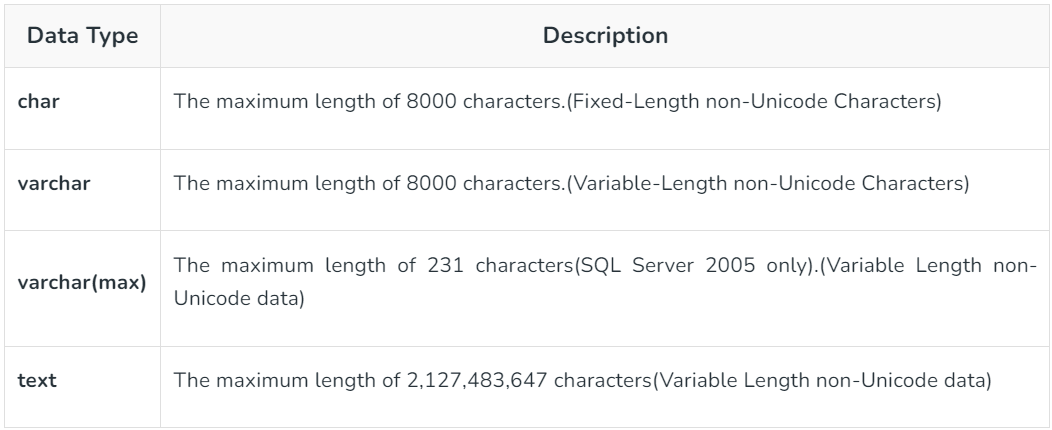 Data Type Description
char The maximum length of 8000 characters.(Fixed-Length non-Unicode Characters)
varchar The maximum length of 8000 characters.(Variable-Length non-Unicode Characters)
varchar(max) The maximum length of 231 characters(SQL Server 2005 only).(Variable Length non-
Unicode data)
text The maximum length of 2,127,483,647 characters(Variable Length non-Unicode data)